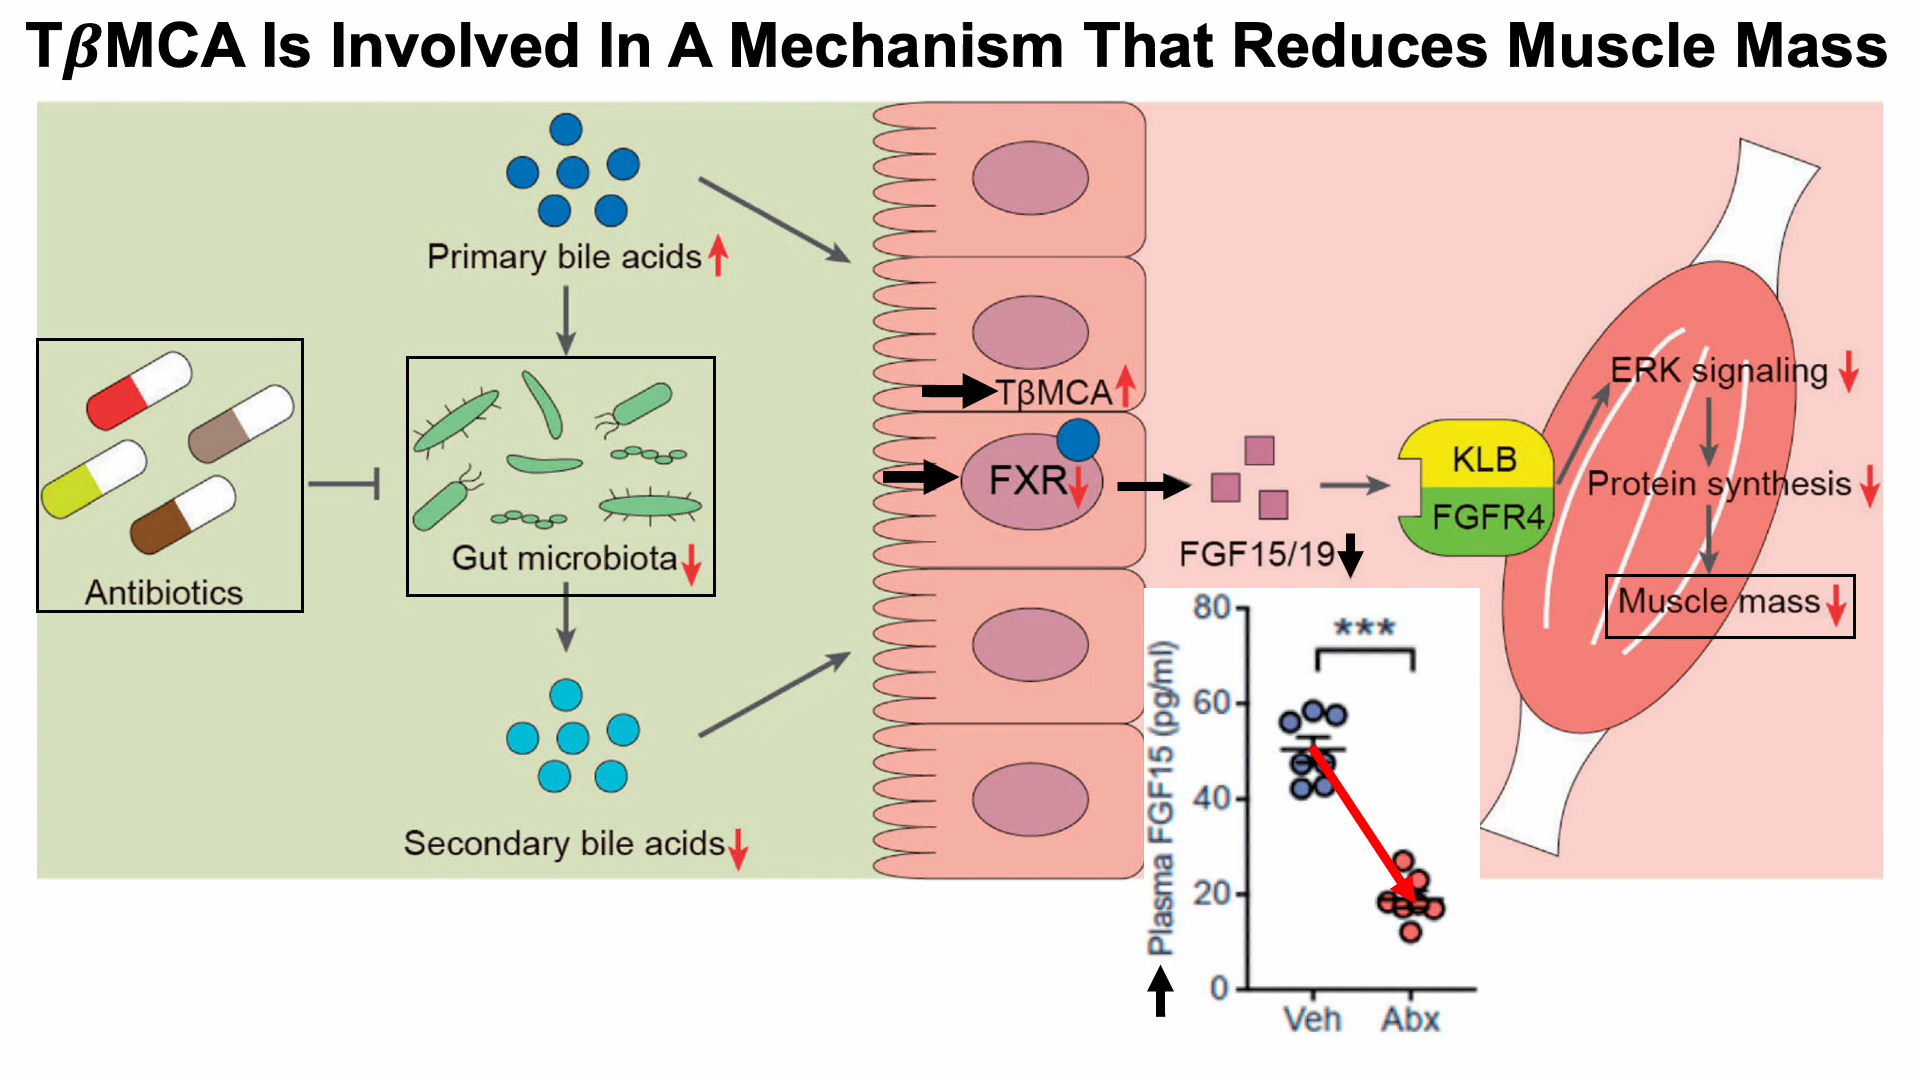 TβMCA Is Involved In A Mechanism That Reduces Muscle Mass
Primary bile acids
Antibiotics
Gut microbiota
Secondary bile acids
TβMCA
FXR
FGF15/19
KLB
FGFR4
ERK signaling
Protein synthesis
Muscle mass
Plasma FGF15 (pg/ml)
80
60
40
20
0
***
Veh
Abx